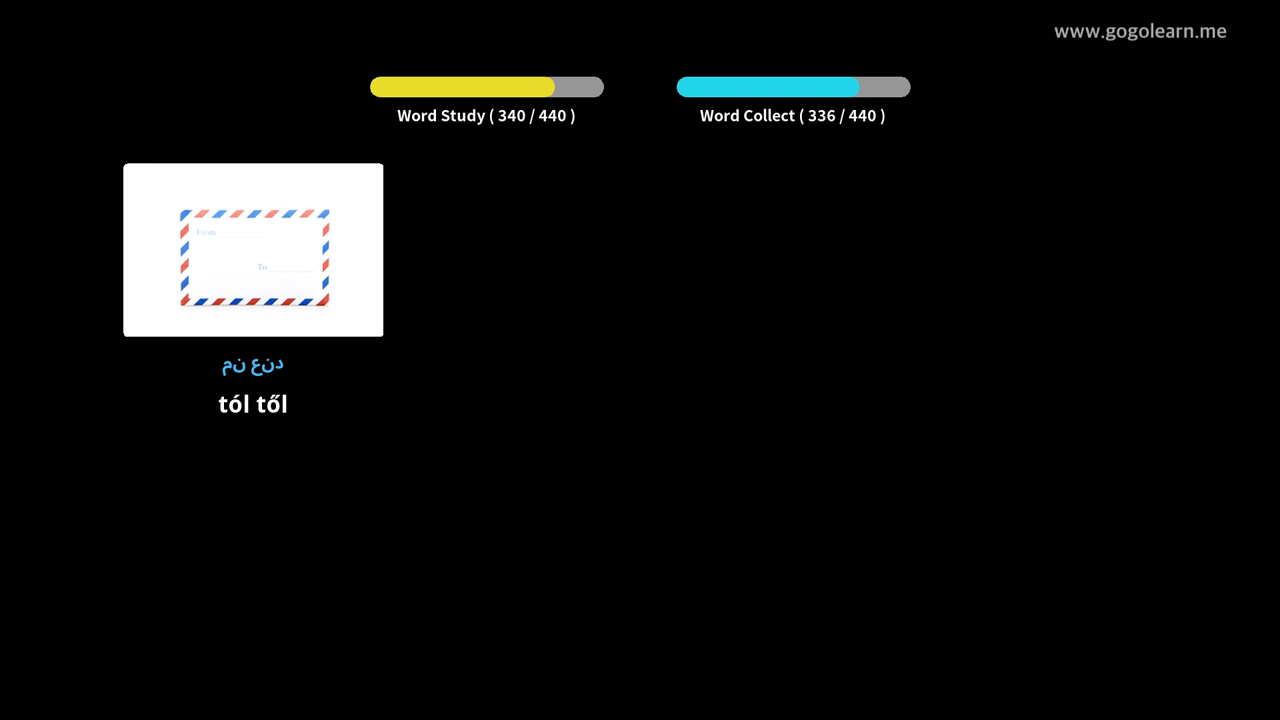 www.gogolearn.me
Word Study ( 340 / 440 )
Word Collect ( 336 / 440 )
From
To
من عند
tól től